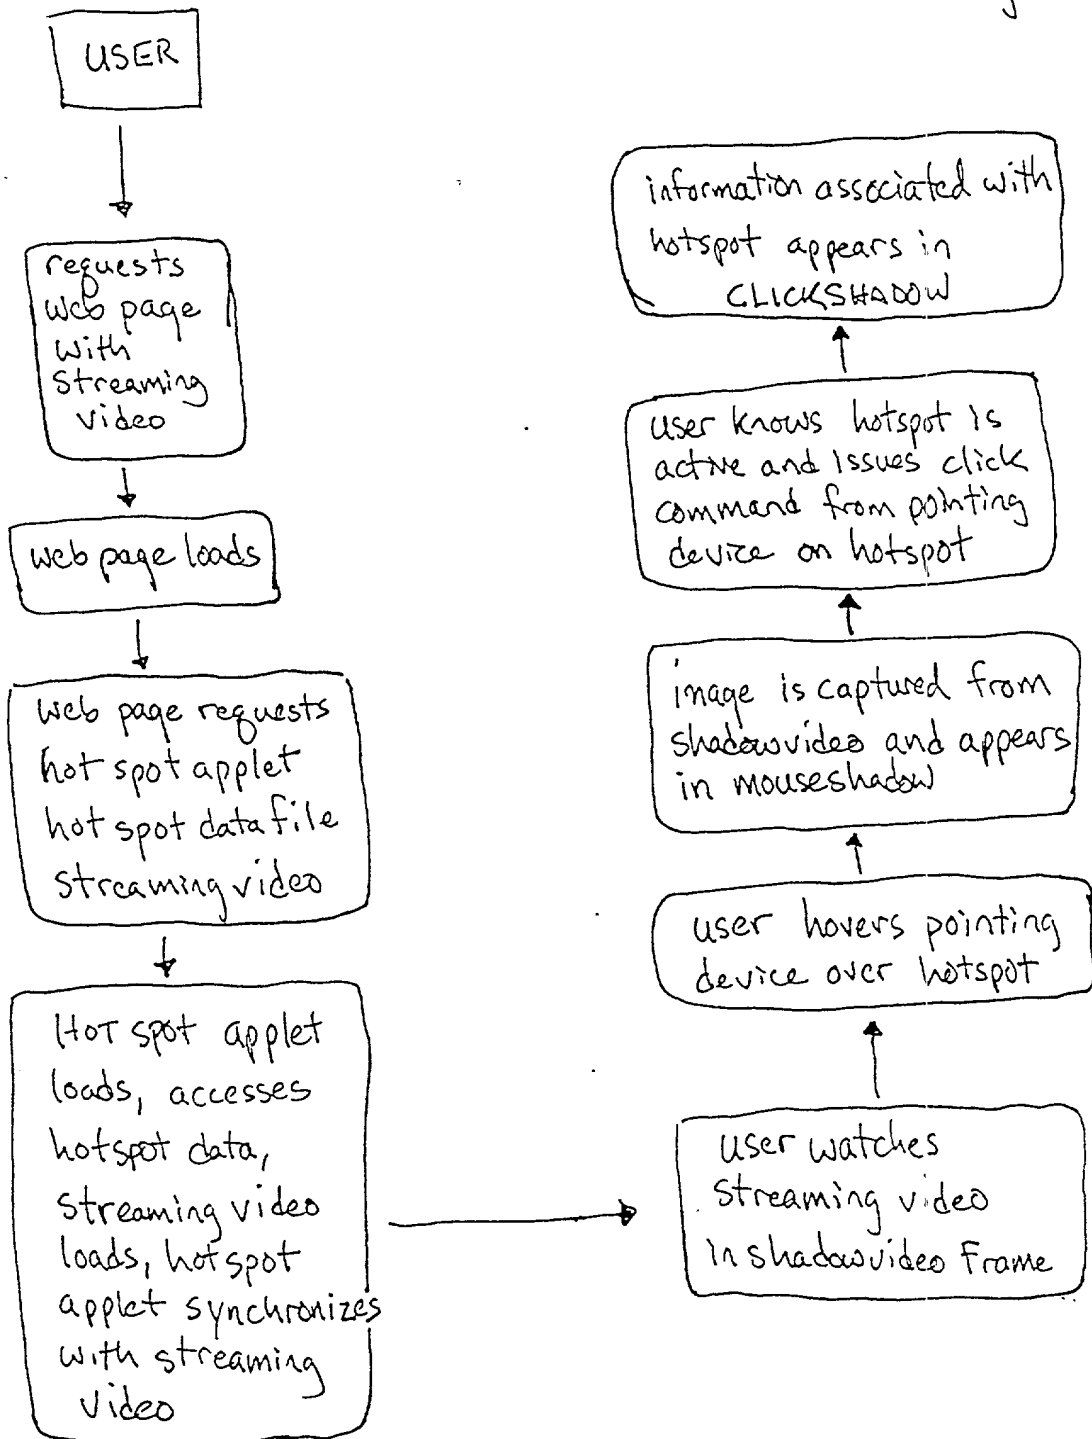 USER
requests
web page
with
streaming
video
web page loads
web page requests
hot spot applet
hot spot data file
streaming video
Hot spot applet
loads, accesses
hotspot data,
streaming video
loads, hotspot
applet synchronizes
with streaming
video
user watches
streaming video
in shadowvideo Frame
user hovers pointing
device over hotspot
image is captured from
shadowvideo and appears
in mouseshadow
user knows hotspot is
active and issues click
command from pointing
device on hotspot
information associated with
hotspot appears in
CLICKSHADOW